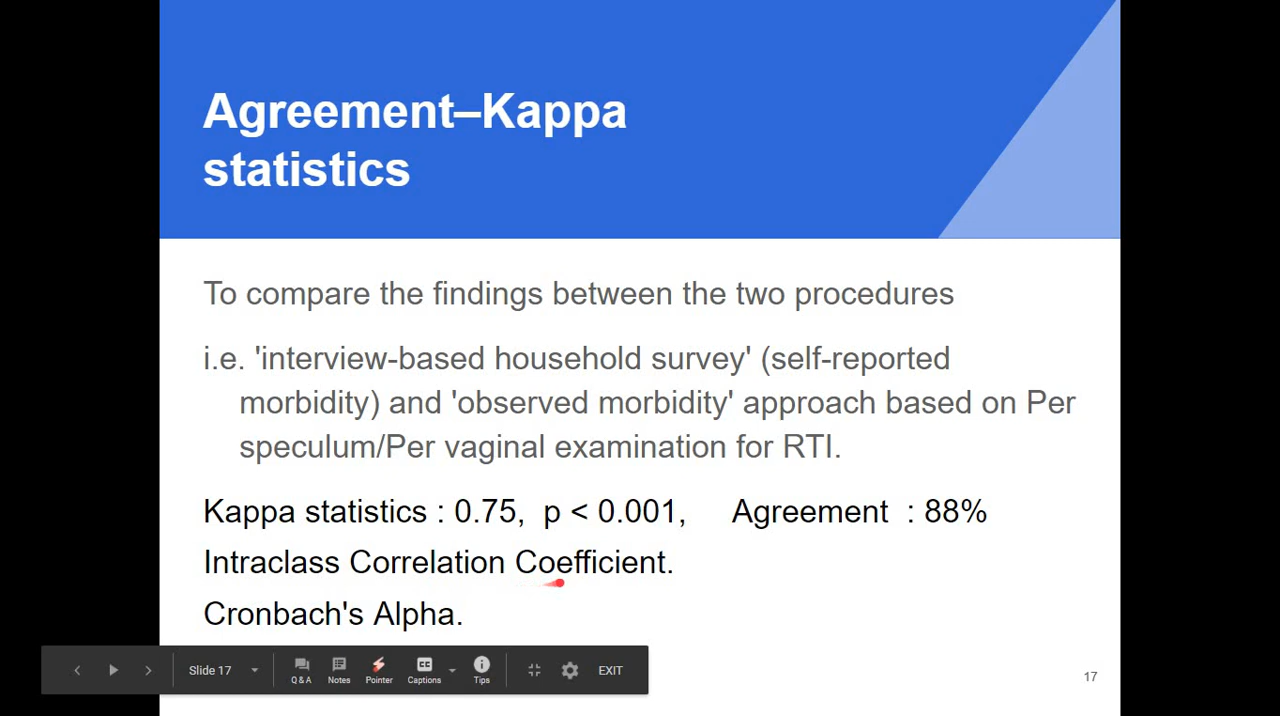 Agreement–Kappa
statistics
To compare the findings between the two procedures
i.e. 'interview-based household survey' (self-reported
morbidity) and 'observed morbidity' approach based on Per
speculum/Per vaginal examination for RTI.
Kappa statistics : 0.75, p < 0.001, Agreement : 88%
Intraclass Correlation Coefficient.
Cronbach's Alpha.
Slide 17 Q & A Notes Pointer CC Captions Tips EXIT
17